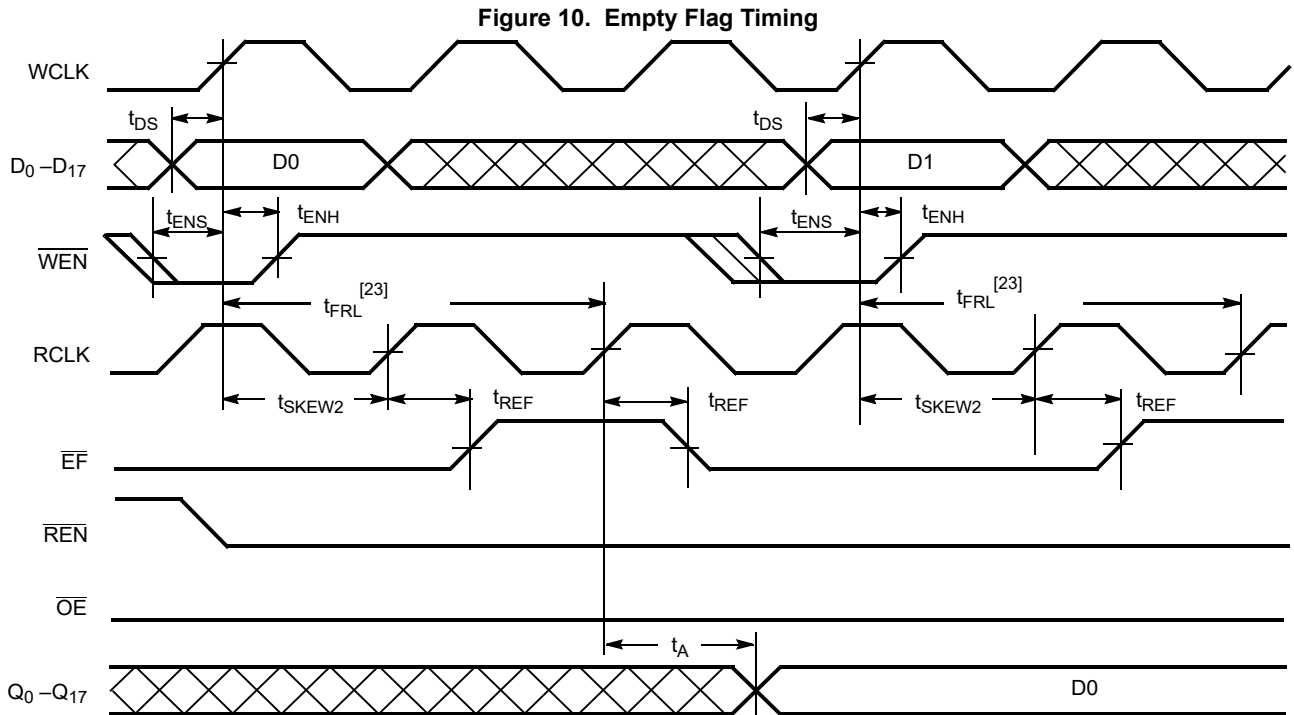 Figure 10. Empty Flag Timing
WCLK
tDS
tDS
D0 –D17
D0
D1
tENS
tENH
tENS
tENH
WEN
tFRL[23]
tFRL[23]
RCLK
tSKEW2
tREF
tREF
tSKEW2
tREF
EF
REN
OE
tA
Q0 –Q17
D0